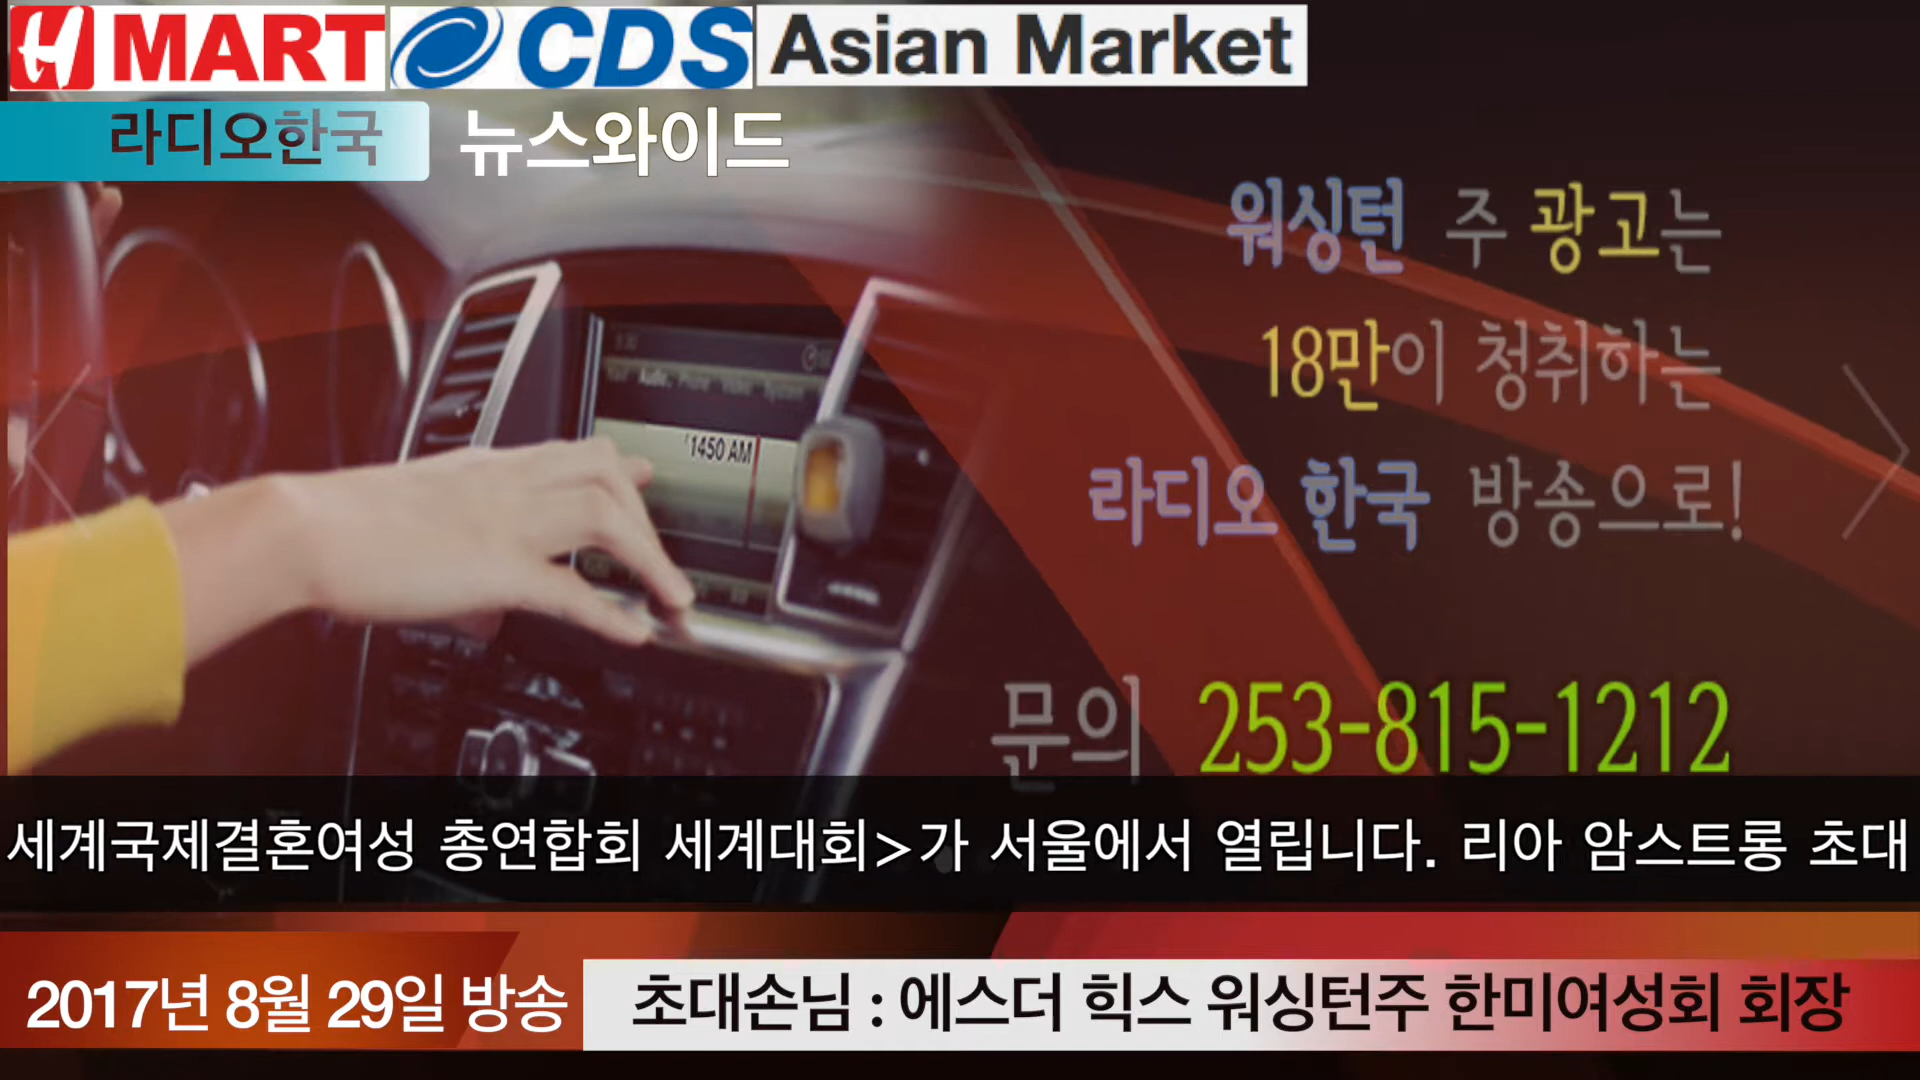 H MART CDS Asian Market
라디오한국 뉴스와이드
워싱턴 주 광고는
18만이 청취하는
1450 AM
라디오 한국 방송으로!
문의 253-815-1212
세계국제결혼여성 총연합회 세계대회>가 서울에서 열립니다. 리아 암스트롱 초대
2017년 8월 29일 방송 초대손님 : 에스더 힉스 워싱턴주 한미여성회 회장